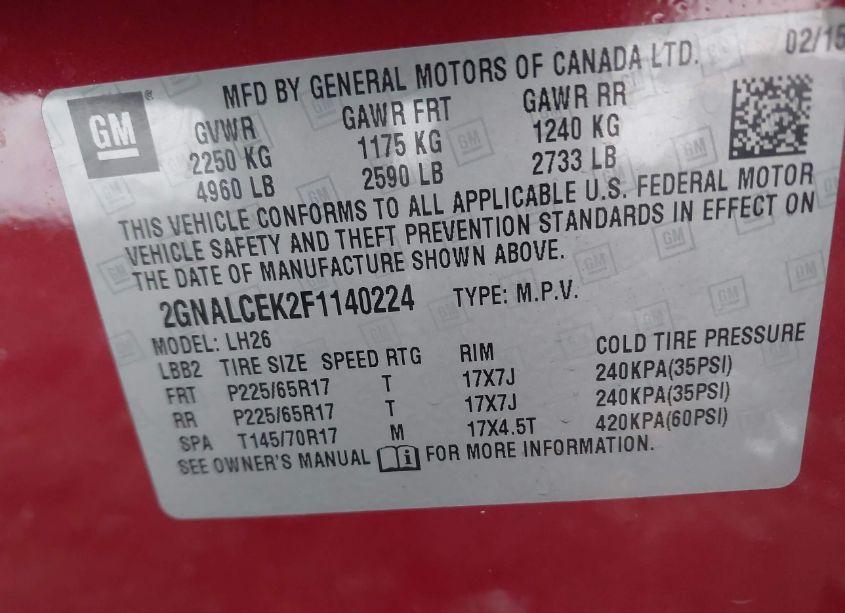 MFD BY GENERAL MOTORS OF CANADA LTD. 02/15
GM
GVWR GAWR FRT GAWR RR
2250 KG 1175 KG 1240 KG
4960 LB 2590 LB 2733 LB
THIS VEHICLE CONFORMS TO ALL APPLICABLE U.S. FEDERAL MOTOR
VEHICLE SAFETY AND THEFT PREVENTION STANDARDS IN EFFECT ON
THE DATE OF MANUFACTURE SHOWN ABOVE.
2GNALCEK2F1140224 TYPE: M.P.V.
MODEL: LH26
LBB2 TIRE SIZE SPEED RTG RIM COLD TIRE PRESSURE
FRT P225/65R17 T 17X7J 240KPA(35PSI)
RR P225/65R17 T 17X7J 240KPA(35PSI)
SPA T145/70R17 M 17X4.5T 420KPA(60PSI)
SEE OWNER'S MANUAL i FOR MORE INFORMATION.